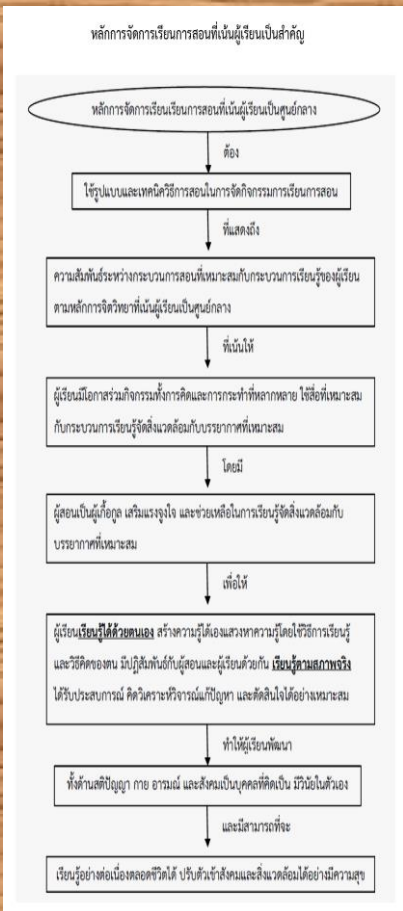 หลักการจัดการเรียนการสอนที่เน้นผู้เรียนเป็นสำคัญ
หลักการจัดการเรียนเรียนการสอนที่เน้นผู้เรียนเป็นศูนย์กลาง
ต้อง
ใช้รูปแบบและเทคนิควิธีการสอนในการจัดกิจกรรมการเรียนการสอน
ที่แสดงถึง
ความสัมพันธ์ระหว่างกระบวนการสอนที่เหมาะสมกับกระบวนการเรียนรู้ของผู้เรียน
ตามหลักการจิตวิทยาที่เน้นผู้เรียนเป็นศูนย์กลาง
ที่เน้นให้
ผู้เรียนมีโอกาสร่วมกิจกรรมทั้งการคิดและการกระทำที่หลากหลาย ใช้สื่อที่เหมาะสม
กับกระบวนการเรียนรู้จัดสิ่งแวดล้อมกับบรรยากาศที่เหมาะสม
โดยมี
ผู้สอนเป็นผู้เกื้อกูล เสริมแรงจูงใจ และช่วยเหลือในการเรียนรู้จัดสิ่งแวดล้อมกับ
บรรยากาศที่เหมาะสม
เพื่อให้
ผู้เรียนเรียนรู้ได้ด้วยตนเอง สร้างความรู้ได้เองแสวงหาความรู้โดยใช้วิธีการเรียนรู้
และวิธีคิดของตน มีปฏิสัมพันธ์กับผู้สอนและผู้เรียนด้วยกัน เรียนรู้ตามสภาพจริง
ได้รับประสบการณ์ คิดวิเคราะห์วิจารณ์แก้ปัญหา และตัดสินใจได้อย่างเหมาะสม
ทำให้ผู้เรียนพัฒนา
ทั้งด้านสติปัญญา กาย อารมณ์ และสังคมเป็นบุคคลที่คิดเป็น มีวินัยในตัวเอง
และมีสามารถที่จะ
เรียนรู้อย่างต่อเนื่องตลอดชีวิตได้ ปรับตัวเข้าสังคมและสิ่งแวดล้อมได้อย่างมีความสุข